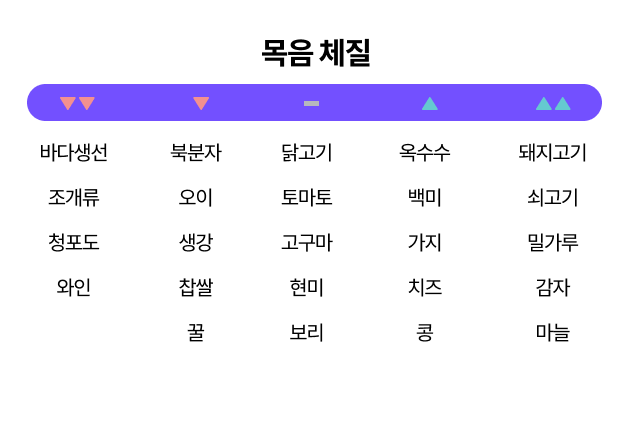 목음 체질
▼▼ ▼ ━ ▲ ▲▲
바다생선 북분자 닭고기 옥수수 돼지고기
조개류 오이 토마토 백미 쇠고기
청포도 생강 고구마 가지 밀가루
와인 찹쌀 현미 치즈 감자
꿀 보리 콩 마늘